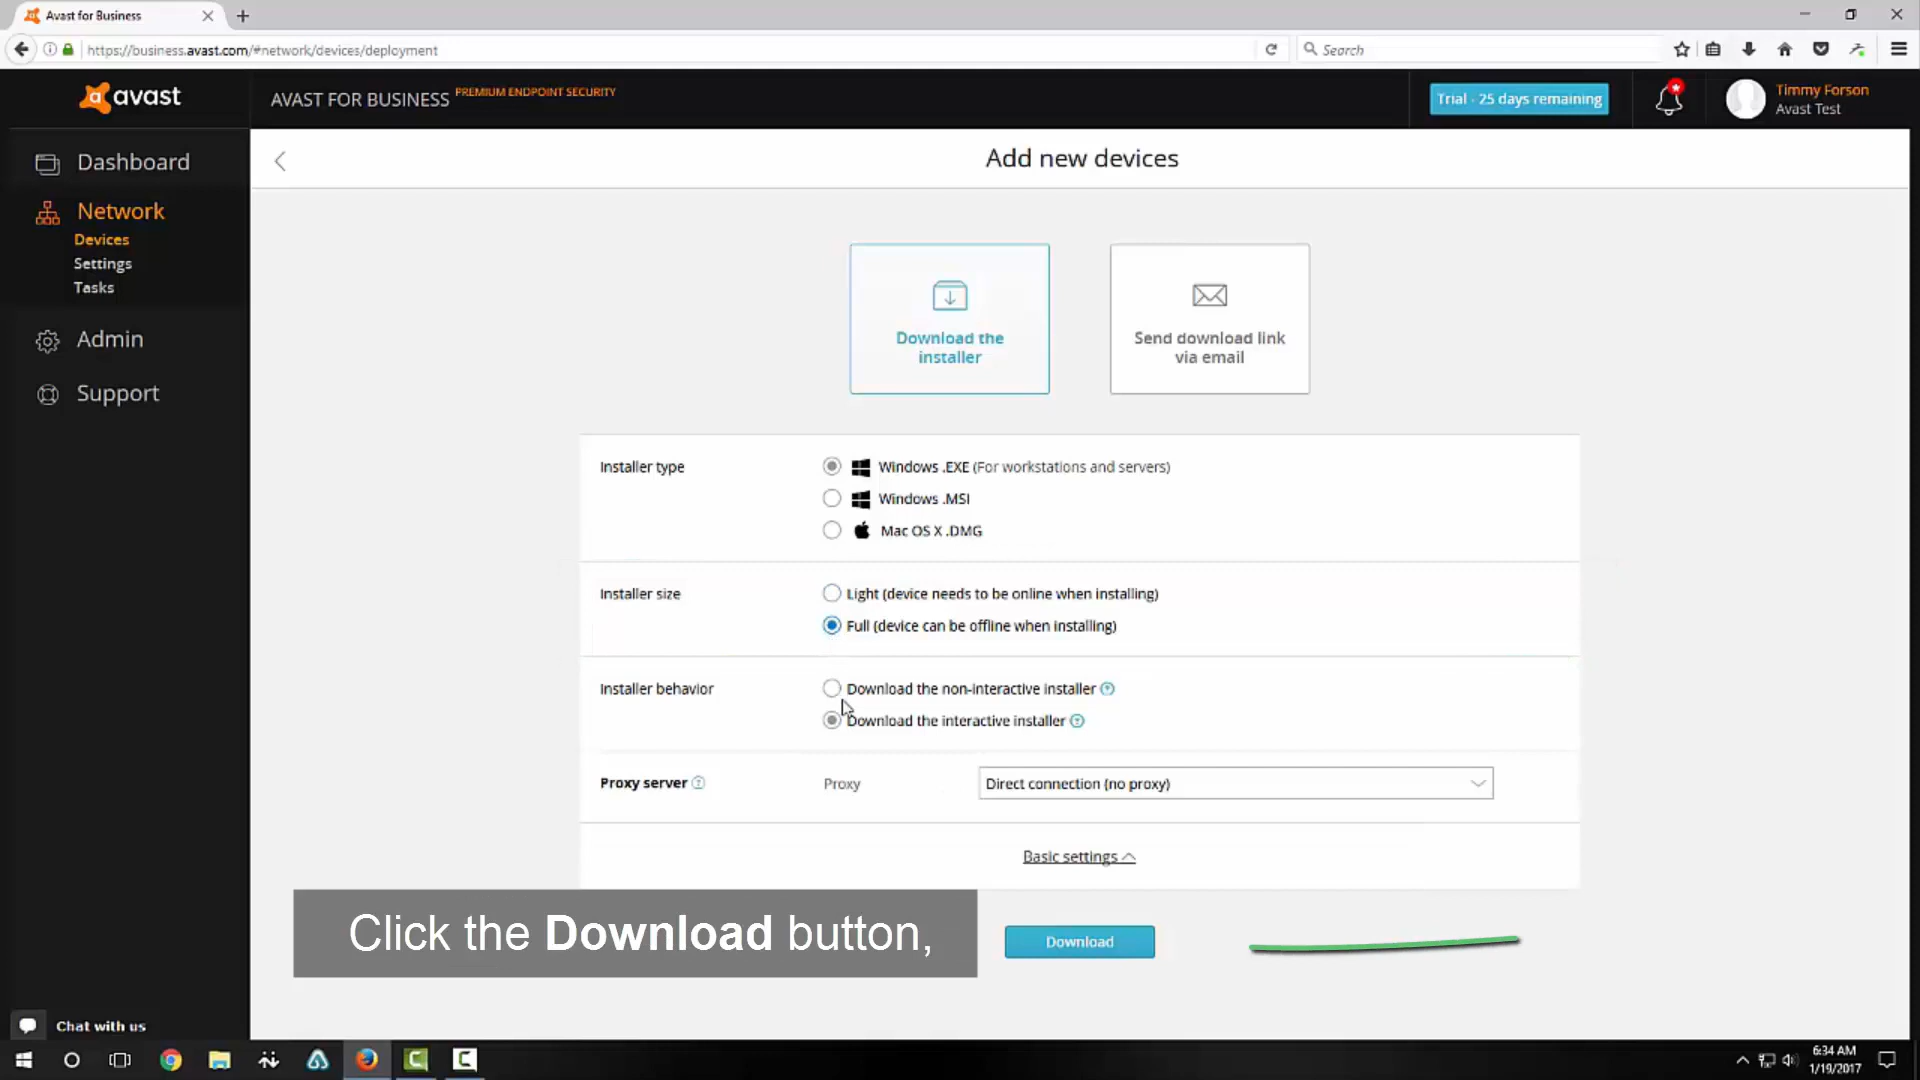 Avast for Business
https://business.avast.com/#network/devices/deployment
Search
avast
AVAST FOR BUSINESS PREMIUM ENDPOINT SECURITY
Trial - 25 days remaining
Timmy Forson
Avast Test
Dashboard
Network
Devices
Settings
Tasks
Admin
Support
Add new devices
Download the
installer
Send download link
via email
Installer type
Windows .EXE (For workstations and servers)
Windows .MSI
Mac OS X .DMG
Installer size
Light (device needs to be online when installing)
Full (device can be offline when installing)
Installer behavior
Download the non-interactive installer ?
Download the interactive installer ?
Proxy server ?
Proxy
Direct connection (no proxy)
Basic settings
Click the Download button,
Download
Chat with us
6:34 AM
1/19/2017